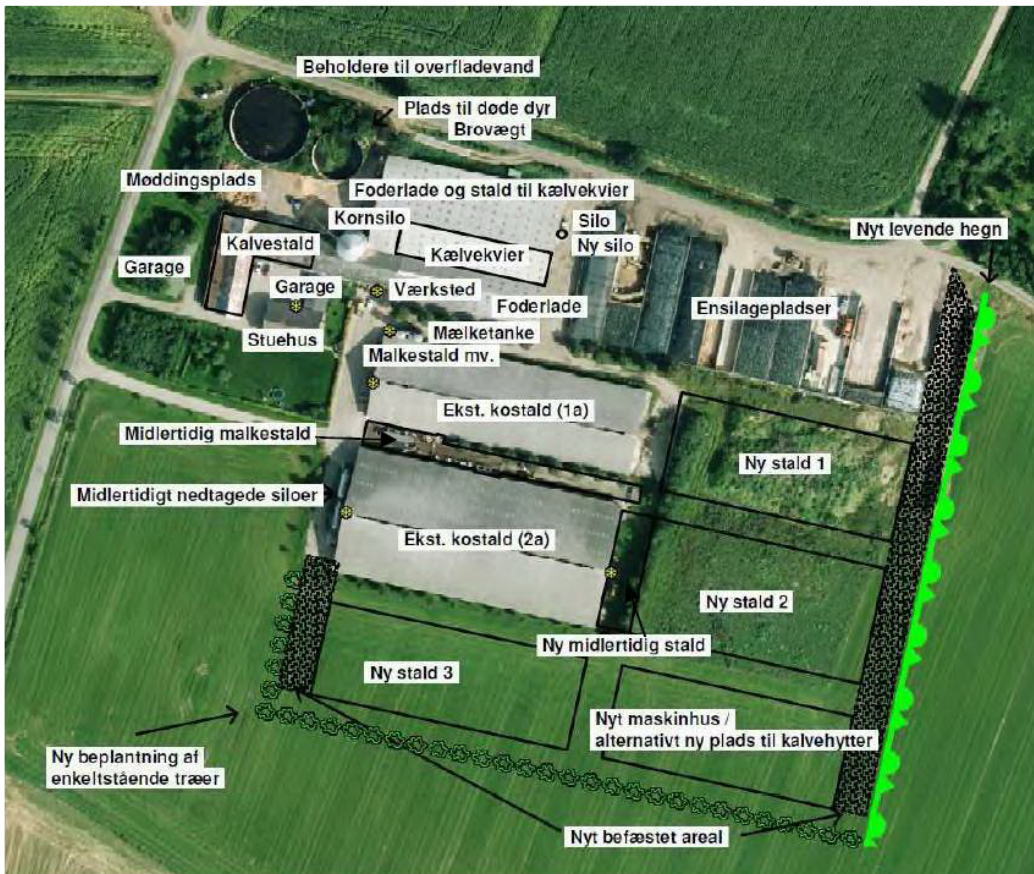 Beholdere til overfladevand
Plads til døde dyr
Brovægt
Møddingsplads
Foderlade og stald til kælvekvier
Kornsilo
Silo
Ny silo
Nyt levende hegn
Kalvestald
Kælvekvier
Garage
Garage
Værksted
Foderlade
Ensilagepladser
Stuehus
Mælketanke
Malkestald mv.
Ekst. kostald (1a)
Midlertidig malkestald
Ny stald 1
Midlertidigt nedtagede siloer
Ekst. kostald (2a)
Ny stald 2
Ny midlertidig stald
Ny stald 3
Nyt maskinhus /
alternativt ny plads til kalvehytter
Ny beplantning af
enkeltstående træer
Nyt befæstet areal